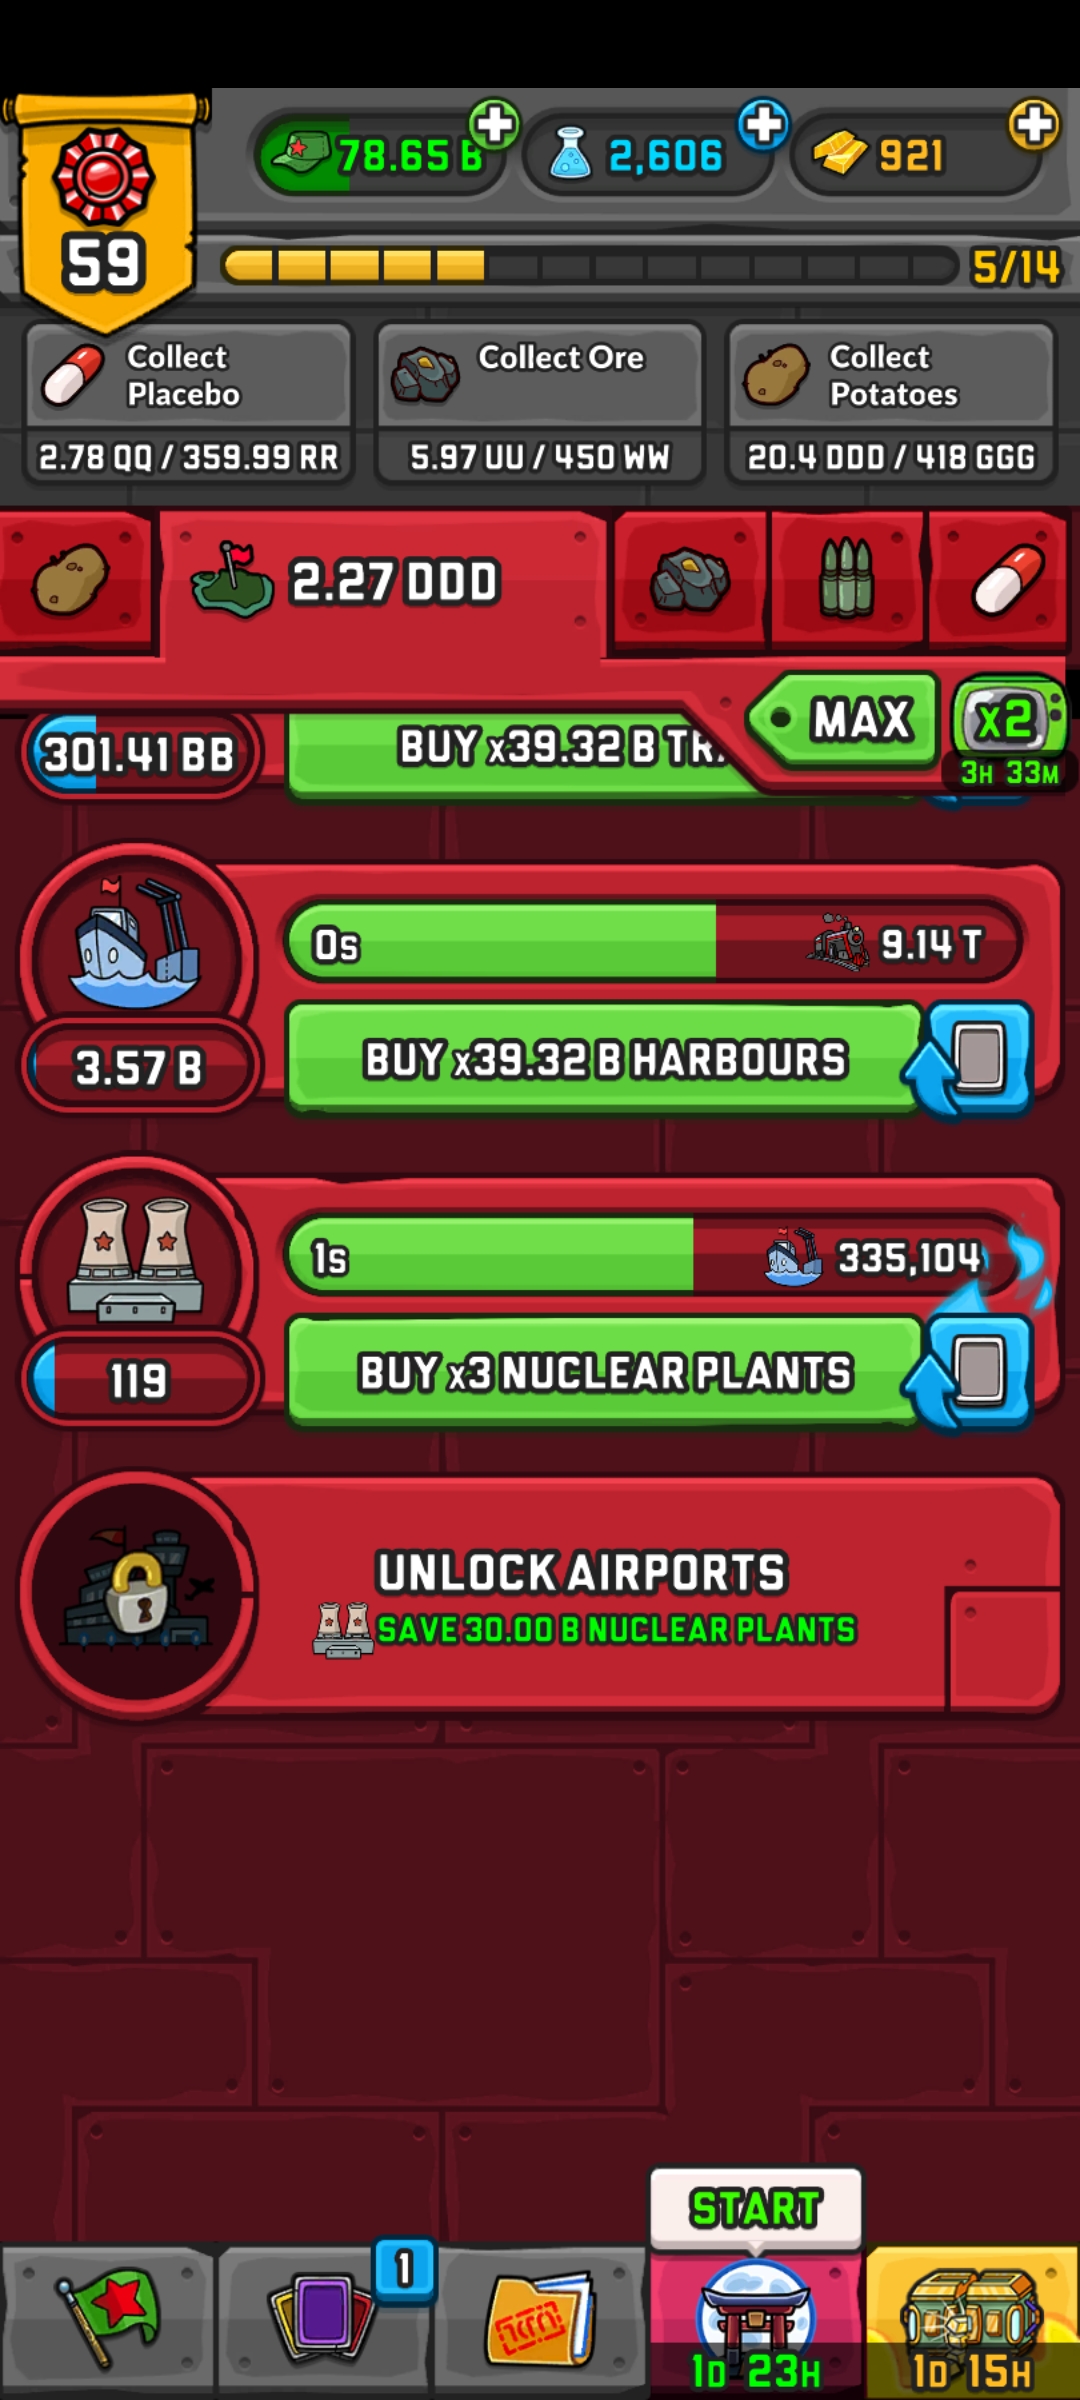 78.65 B
2,606
921
59
5/14
Collect
Placebo
2.78 QQ / 359.99 RR
Collect Ore
5.97 UU / 450 WW
Collect
Potatoes
20.4 DDD / 418 GGG
2.27 DDD
MAX
x2
3H 33M
301.41 BB
BUY x39.32 B
0s
9.14 T
3.57 B
BUY x39.32 B HARBOURS
1s
335,104
119
BUY x3 NUCLEAR PLANTS
UNLOCK AIRPORTS
SAVE 30.00 B NUCLEAR PLANTS
START
1
1D 23H
1D 15H